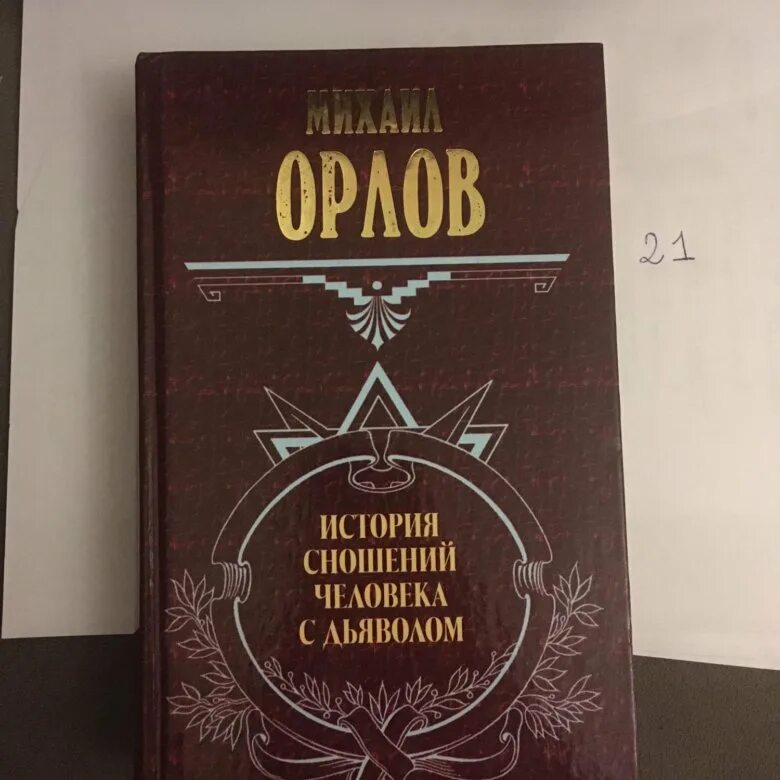 МИХАИЛ
ОРЛОВ
21
ИСТОРИЯ
СНОШЕНИЙ
ЧЕЛОВЕКА
С ДЬЯВОЛОМ